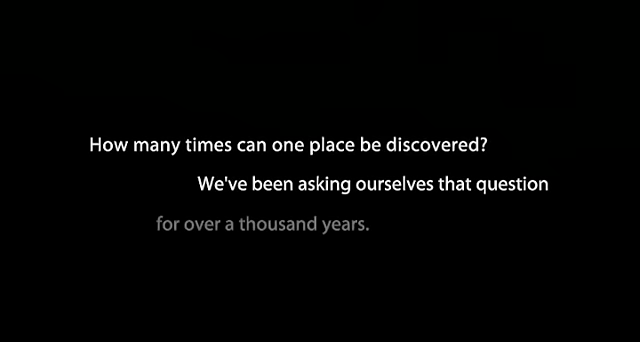 How many times can one place be discovered?
We've been asking ourselves that question
for over a thousand years.